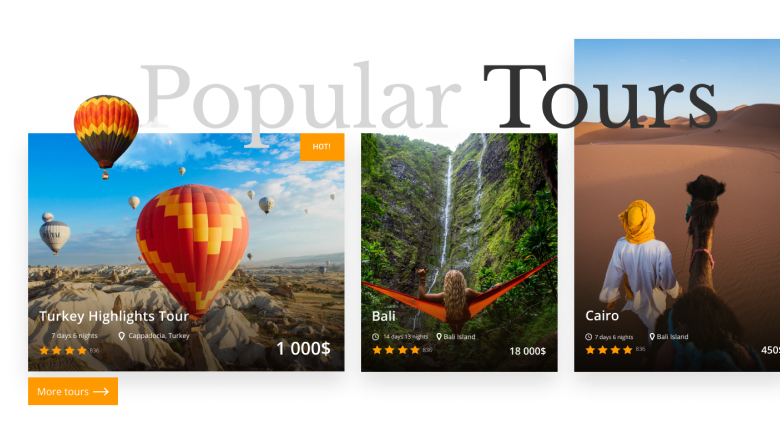 Popular Tours
HOT!
Turkey Highlights Tour
7 days 6 nights
Cappadocia, Turkey
836
1 000$
Bali
14 days 13 nights
Bali Island
836
18 000$
Cairo
7 days 6 nights
Bali Island
836
450$
More tours